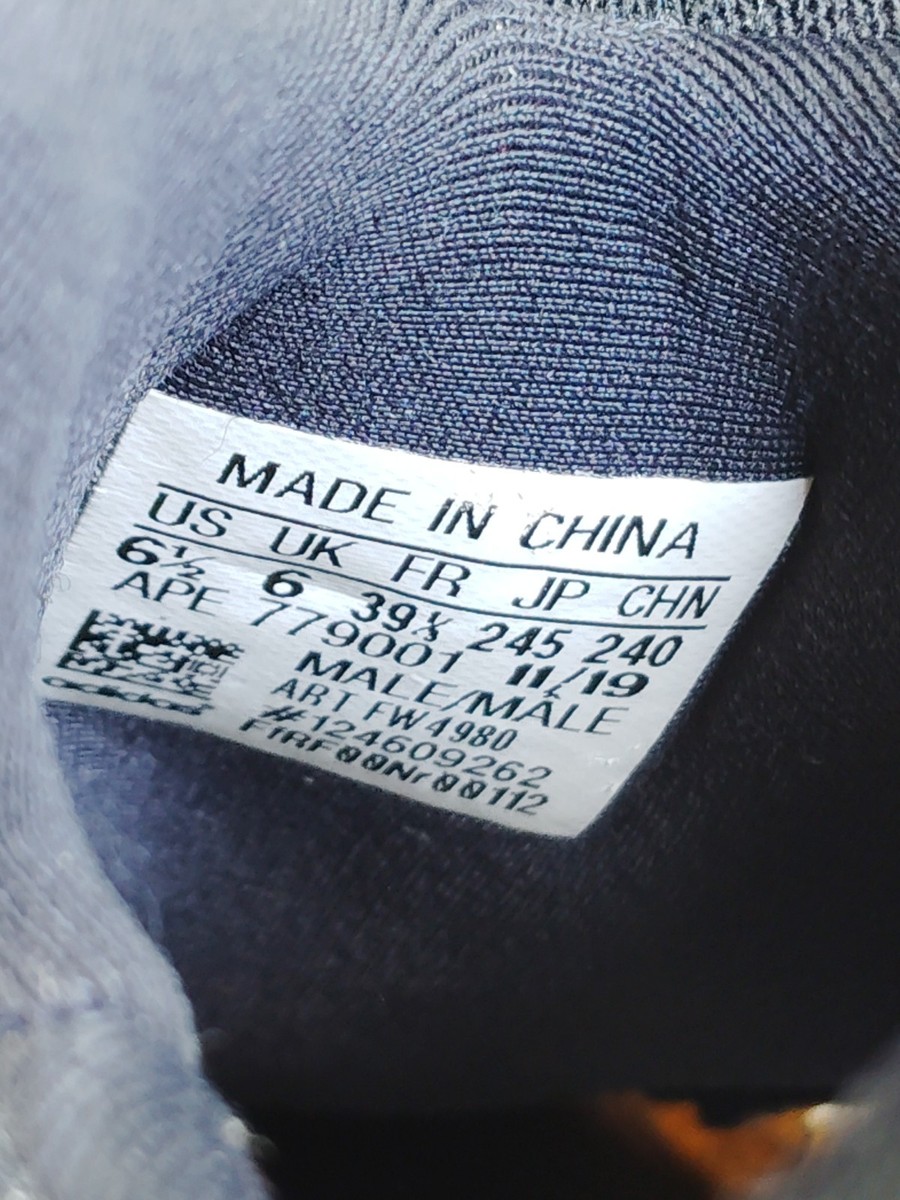 MADE IN CHINA
US UK FR JP CHN
6½ 6 39⅓ 245 240
APE 779001 11/19
MALE/MÂLE
ART FW4980
#124609262
F1RF00Nr00112
adidas